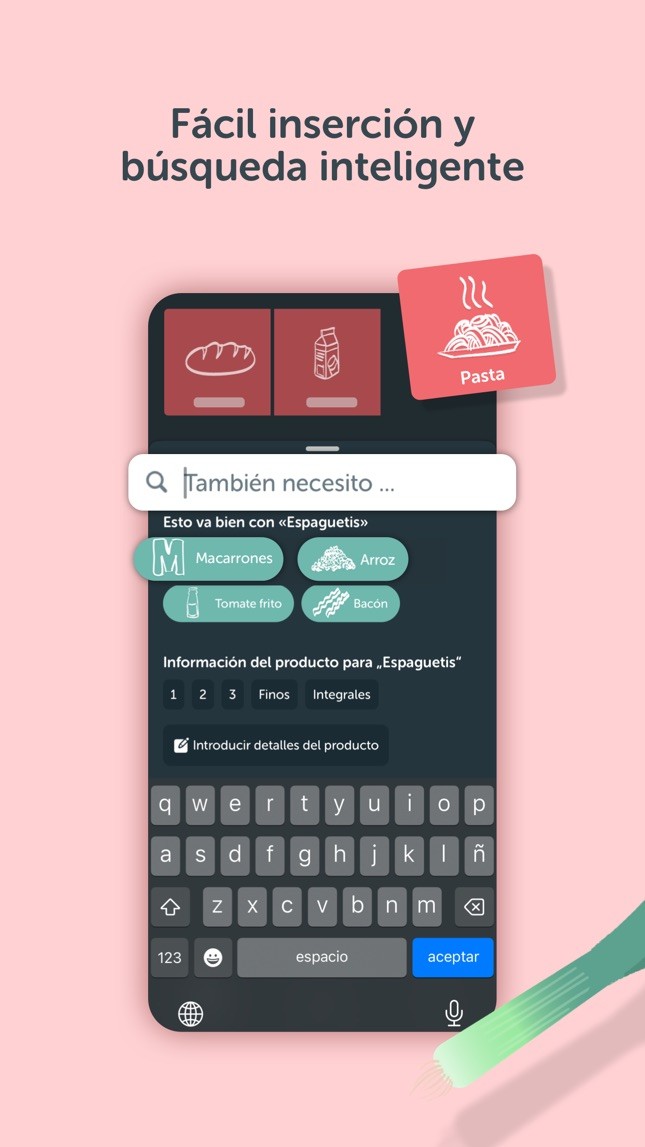 Fácil inserción y
búsqueda inteligente
Pasta
También necesito ...
Esto va bien con «Espaguetis»
M Macarrones
Arroz
Tomate frito
Bacón
Información del producto para „Espaguetis“
1 2 3 Finos Integrales
Introducir detalles del producto
q w e r t y u i o p
a s d f g h j k l ñ
z x c v b n m
123 espacio aceptar